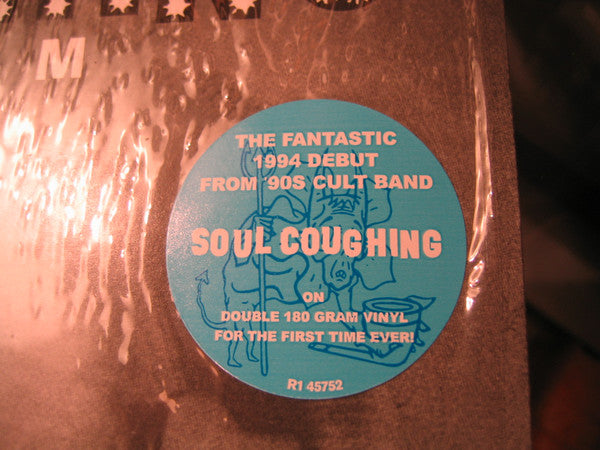 M
THE FANTASTIC
1994 DEBUT
FROM '90S CULT BAND
SOUL COUGHING
ON
DOUBLE 180 GRAM VINYL
FOR THE FIRST TIME EVER!
R1 45752